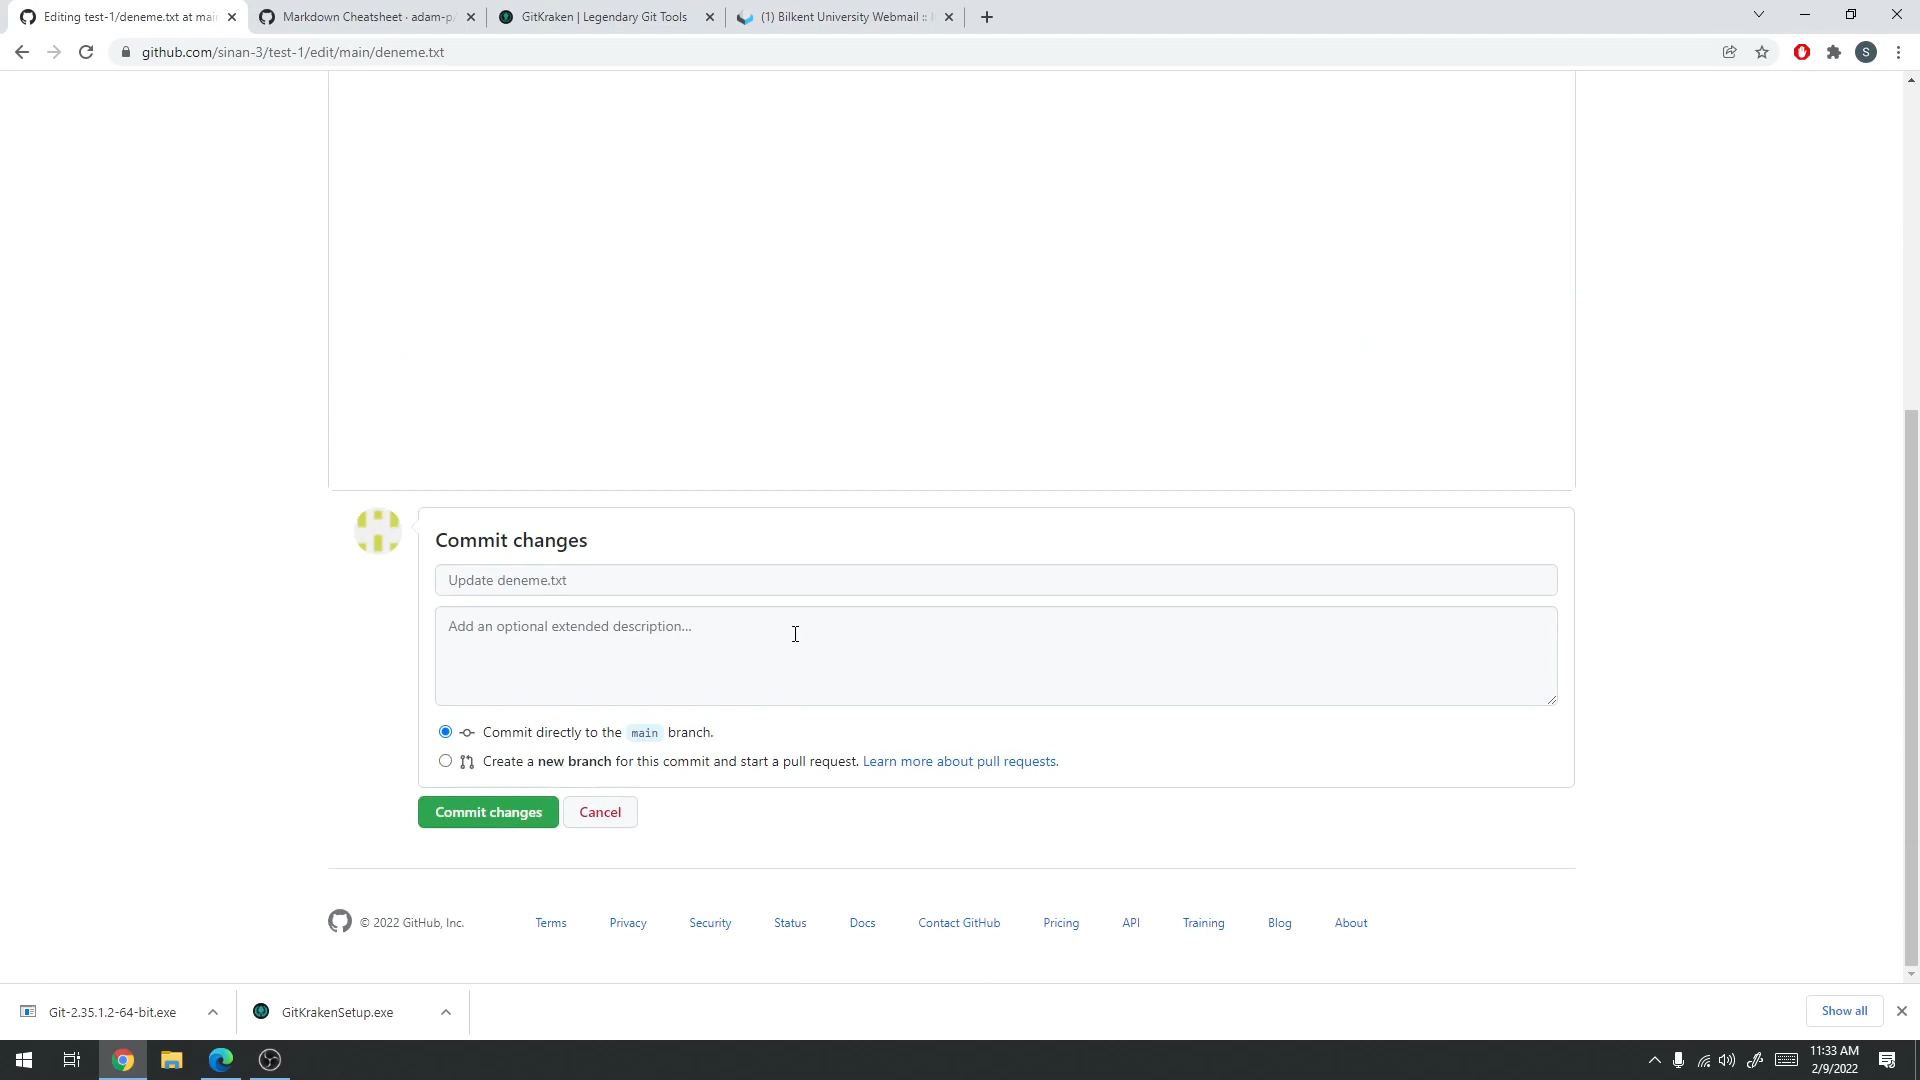 Editing test-1/deneme.txt at mai
Markdown Cheatsheet · adam-p/
GitKraken | Legendary Git Tools
(1) Bilkent University Webmail ::
github.com/sinan-3/test-1/edit/main/deneme.txt
S
Commit changes
Update deneme.txt
Add an optional extended description...
Commit directly to the main branch.
Create a new branch for this commit and start a pull request. Learn more about pull requests.
Commit changes
Cancel
© 2022 GitHub, Inc.
Terms
Privacy
Security
Status
Docs
Contact GitHub
Pricing
API
Training
Blog
About
Git-2.35.1.2-64-bit.exe
GitKrakenSetup.exe
Show all
11:33 AM
2/9/2022